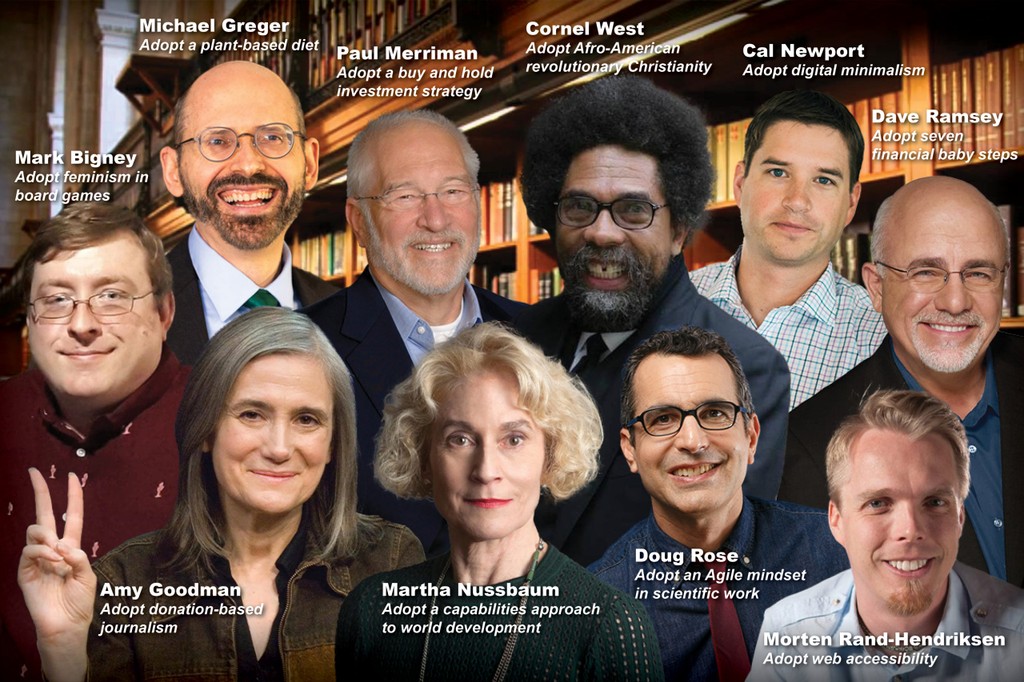 Michael Greger
Adopt a plant-based diet
Paul Merriman
Adopt a buy and hold
investment strategy
Cornel West
Adopt Afro-American
revolutionary Christianity
Cal Newport
Adopt digital minimalism
Dave Ramsey
Adopt seven
financial baby steps
Mark Bigney
Adopt feminism in
board games
Amy Goodman
Adopt donation-based
journalism
Martha Nussbaum
Adopt a capabilities approach
to world development
Doug Rose
Adopt an Agile mindset
in scientific work
Morten Rand-Hendriksen
Adopt web accessibility